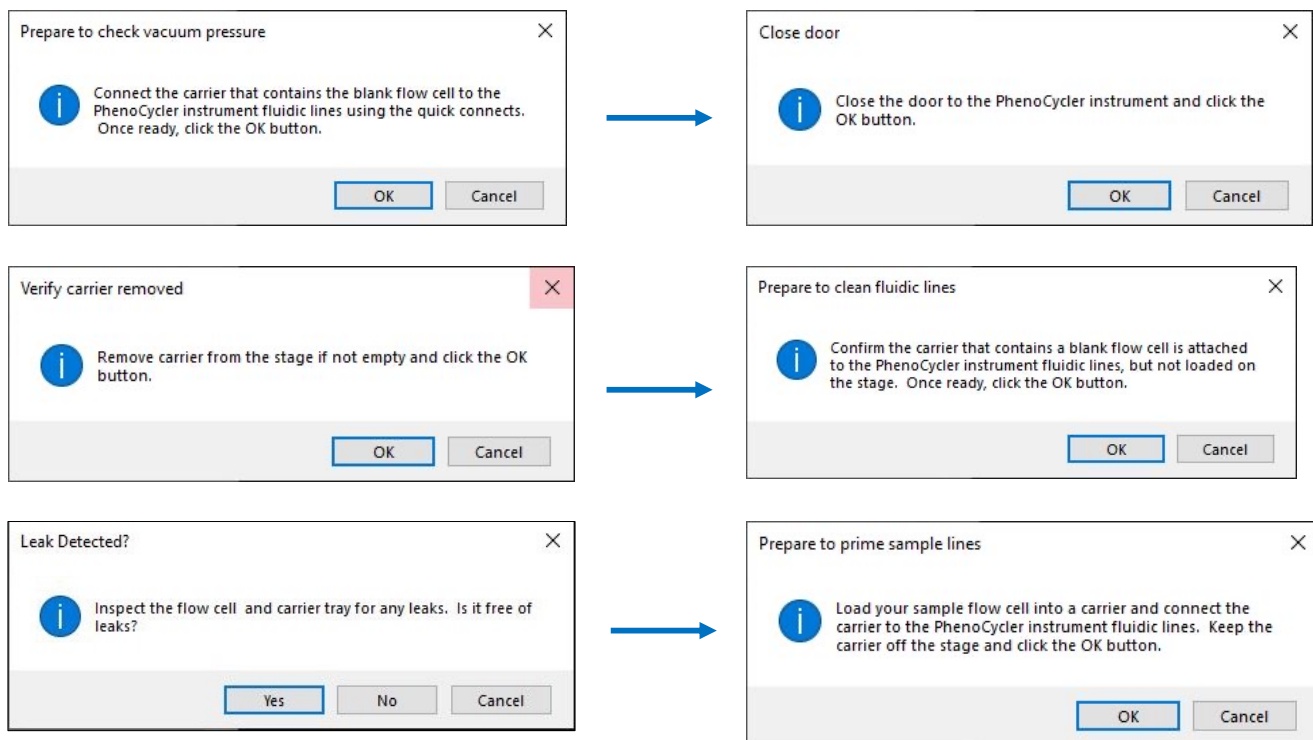 Prepare to check vacuum pressure
Connect the carrier that contains the blank flow cell to the
PhenoCycler instrument fluidic lines using the quick connects.
Once ready, click the OK button.
OK Cancel
Close door
Close the door to the PhenoCycler instrument and click the
OK button.
OK Cancel
Verify carrier removed
Remove carrier from the stage if not empty and click the OK
button.
OK Cancel
Prepare to clean fluidic lines
Confirm the carrier that contains a blank flow cell is attached
to the PhenoCycler instrument fluidic lines, but not loaded on
the stage. Once ready, click the OK button.
OK Cancel
Leak Detected?
Inspect the flow cell and carrier tray for any leaks. Is it free of
leaks?
Yes No Cancel
Prepare to prime sample lines
Load your sample flow cell into a carrier and connect the
carrier to the PhenoCycler instrument fluidic lines. Keep the
carrier off the stage and click the OK button.
OK Cancel